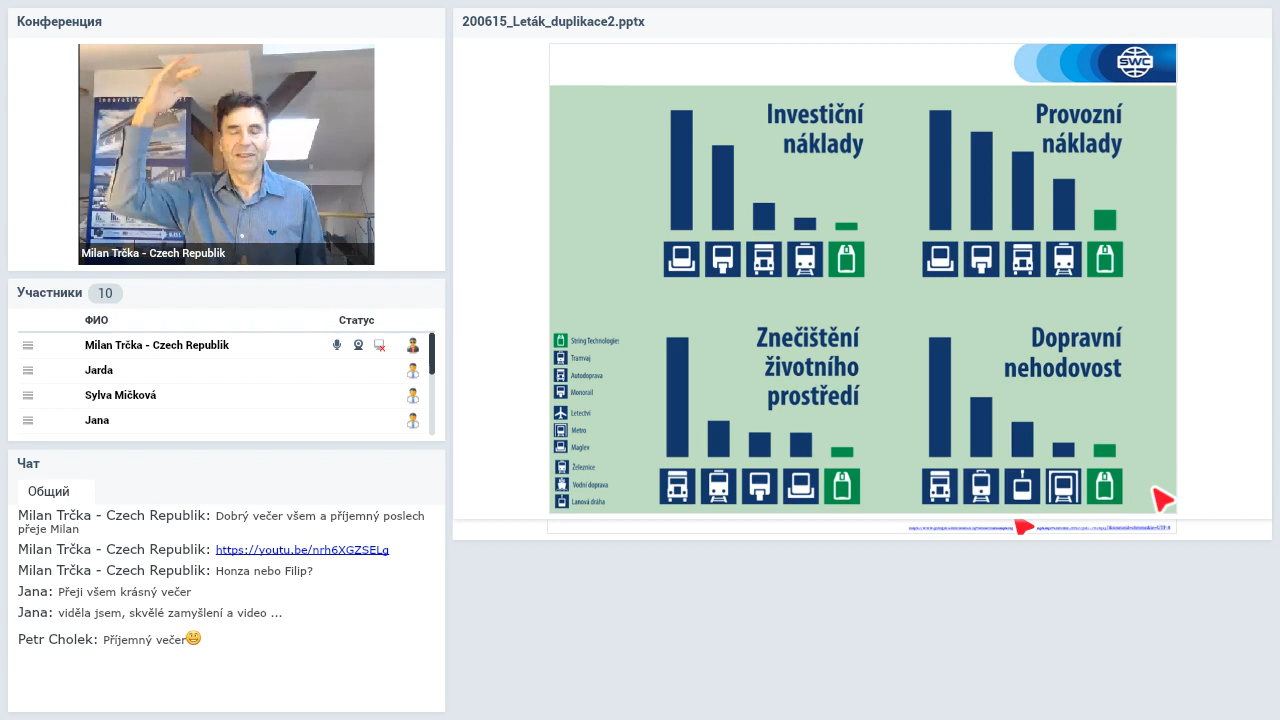 Конференция
innovative
Milan Trčka - Czech Republik
Участники 10
ФИО Статус
Milan Trčka - Czech Republik
Jarda
Sylva Mičková
Jana
Чат
Общий
Milan Trčka - Czech Republik: Dobrý večer všem a příjemný poslech
přeje Milan
Milan Trčka - Czech Republik: https://youtu.be/nrh6XGZSELg
Milan Trčka - Czech Republik: Honza nebo Filip?
Jana: Přeji všem krásný večer
Jana: viděla jsem, skvělé zamyšlení a video ...
Petr Cholek: Příjemný večer
200615_Leták_duplikace2.pptx
SWC
Investiční
náklady
Provozní
náklady
Znečištění
životního
prostředí
Dopravní
nehodovost
String Technologies
Tramvaj
Autodoprava
Monorail
Letectví
Metro
Maglev
Železnice
Vodní doprava
Lanová dráha